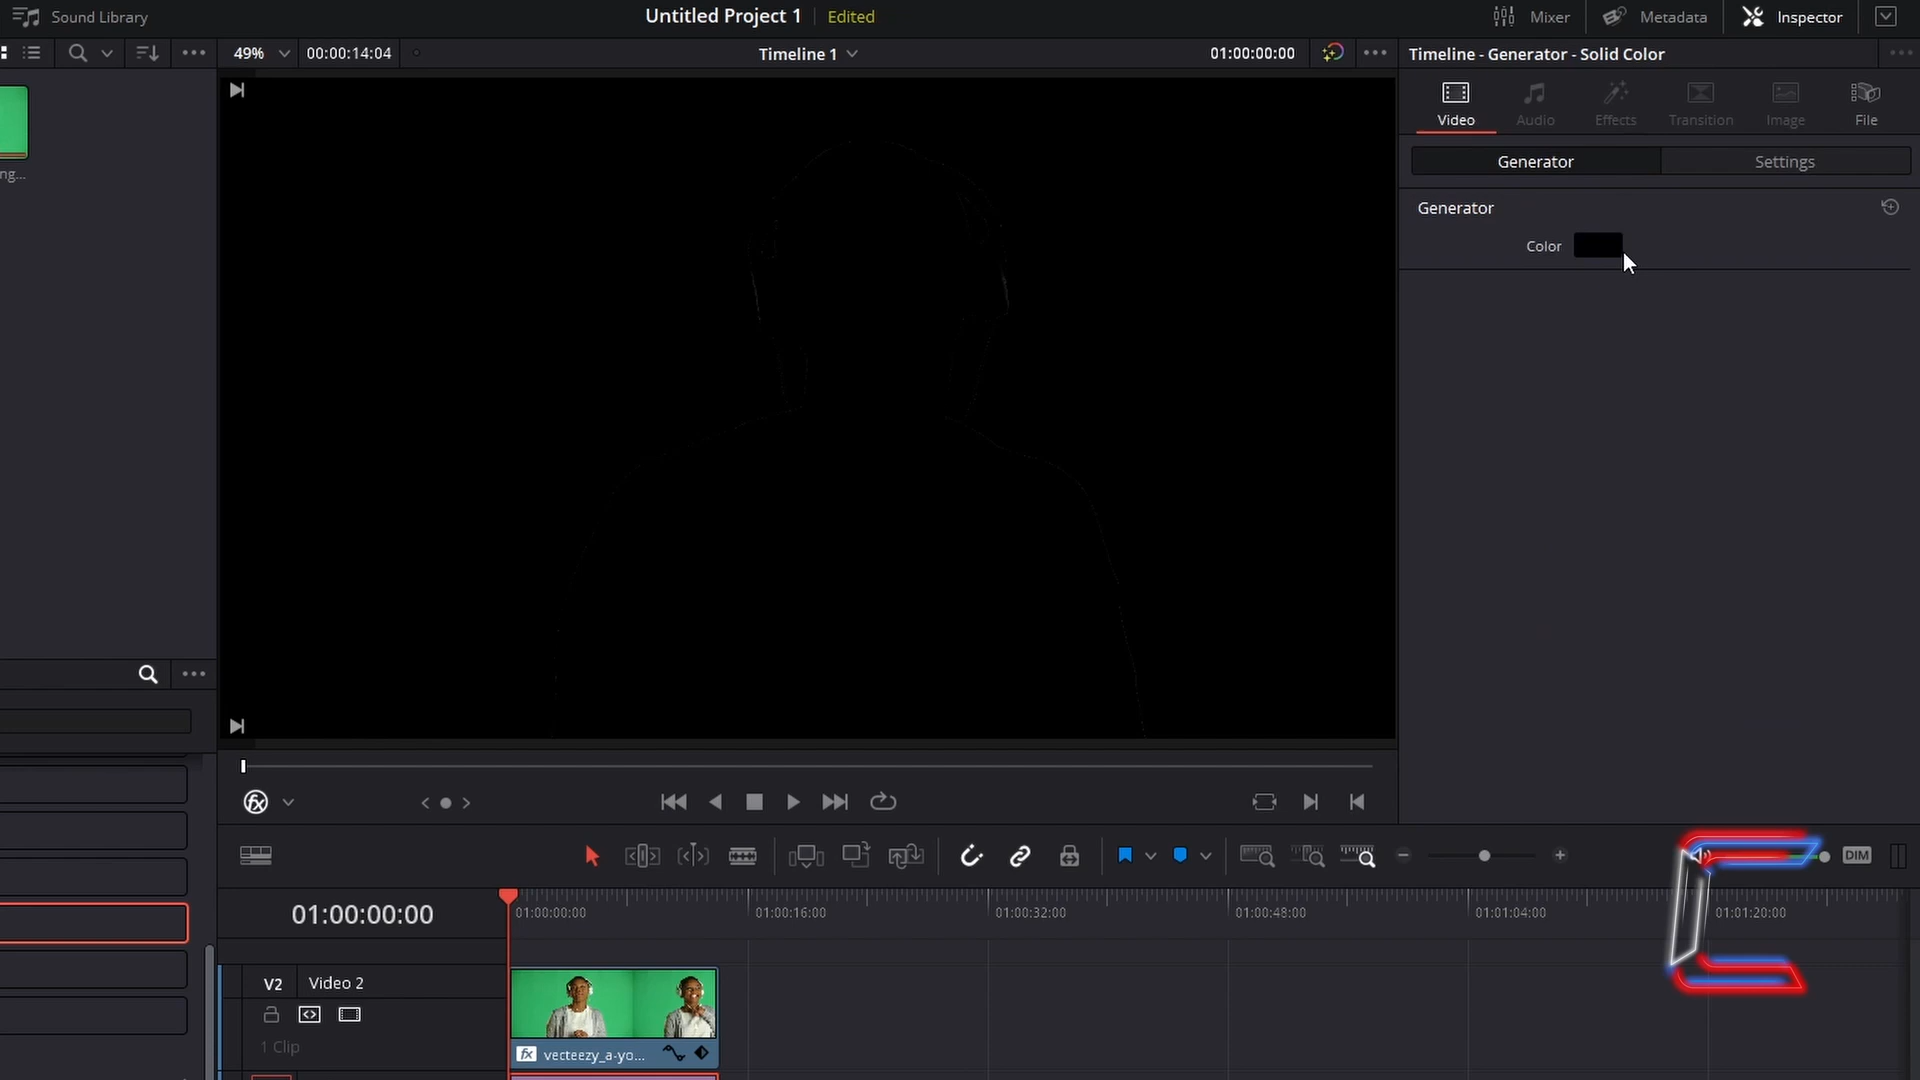 Sound Library
Untitled Project 1
Edited
Mixer
Metadata
Inspector
49%
00:00:14:04
Timeline 1
01:00:00:00
Timeline - Generator - Solid Color
Video
Audio
Effects
Transition
Image
File
ng...
Generator
Settings
Generator
Color
fx
DIM
01:00:00:00
01:00:00:00
01:00:16:00
01:00:32:00
01:00:48:00
01:01:04:00
01:01:20:00
V2
Video 2
1 Clip
fx
vecteezy_a-yo...